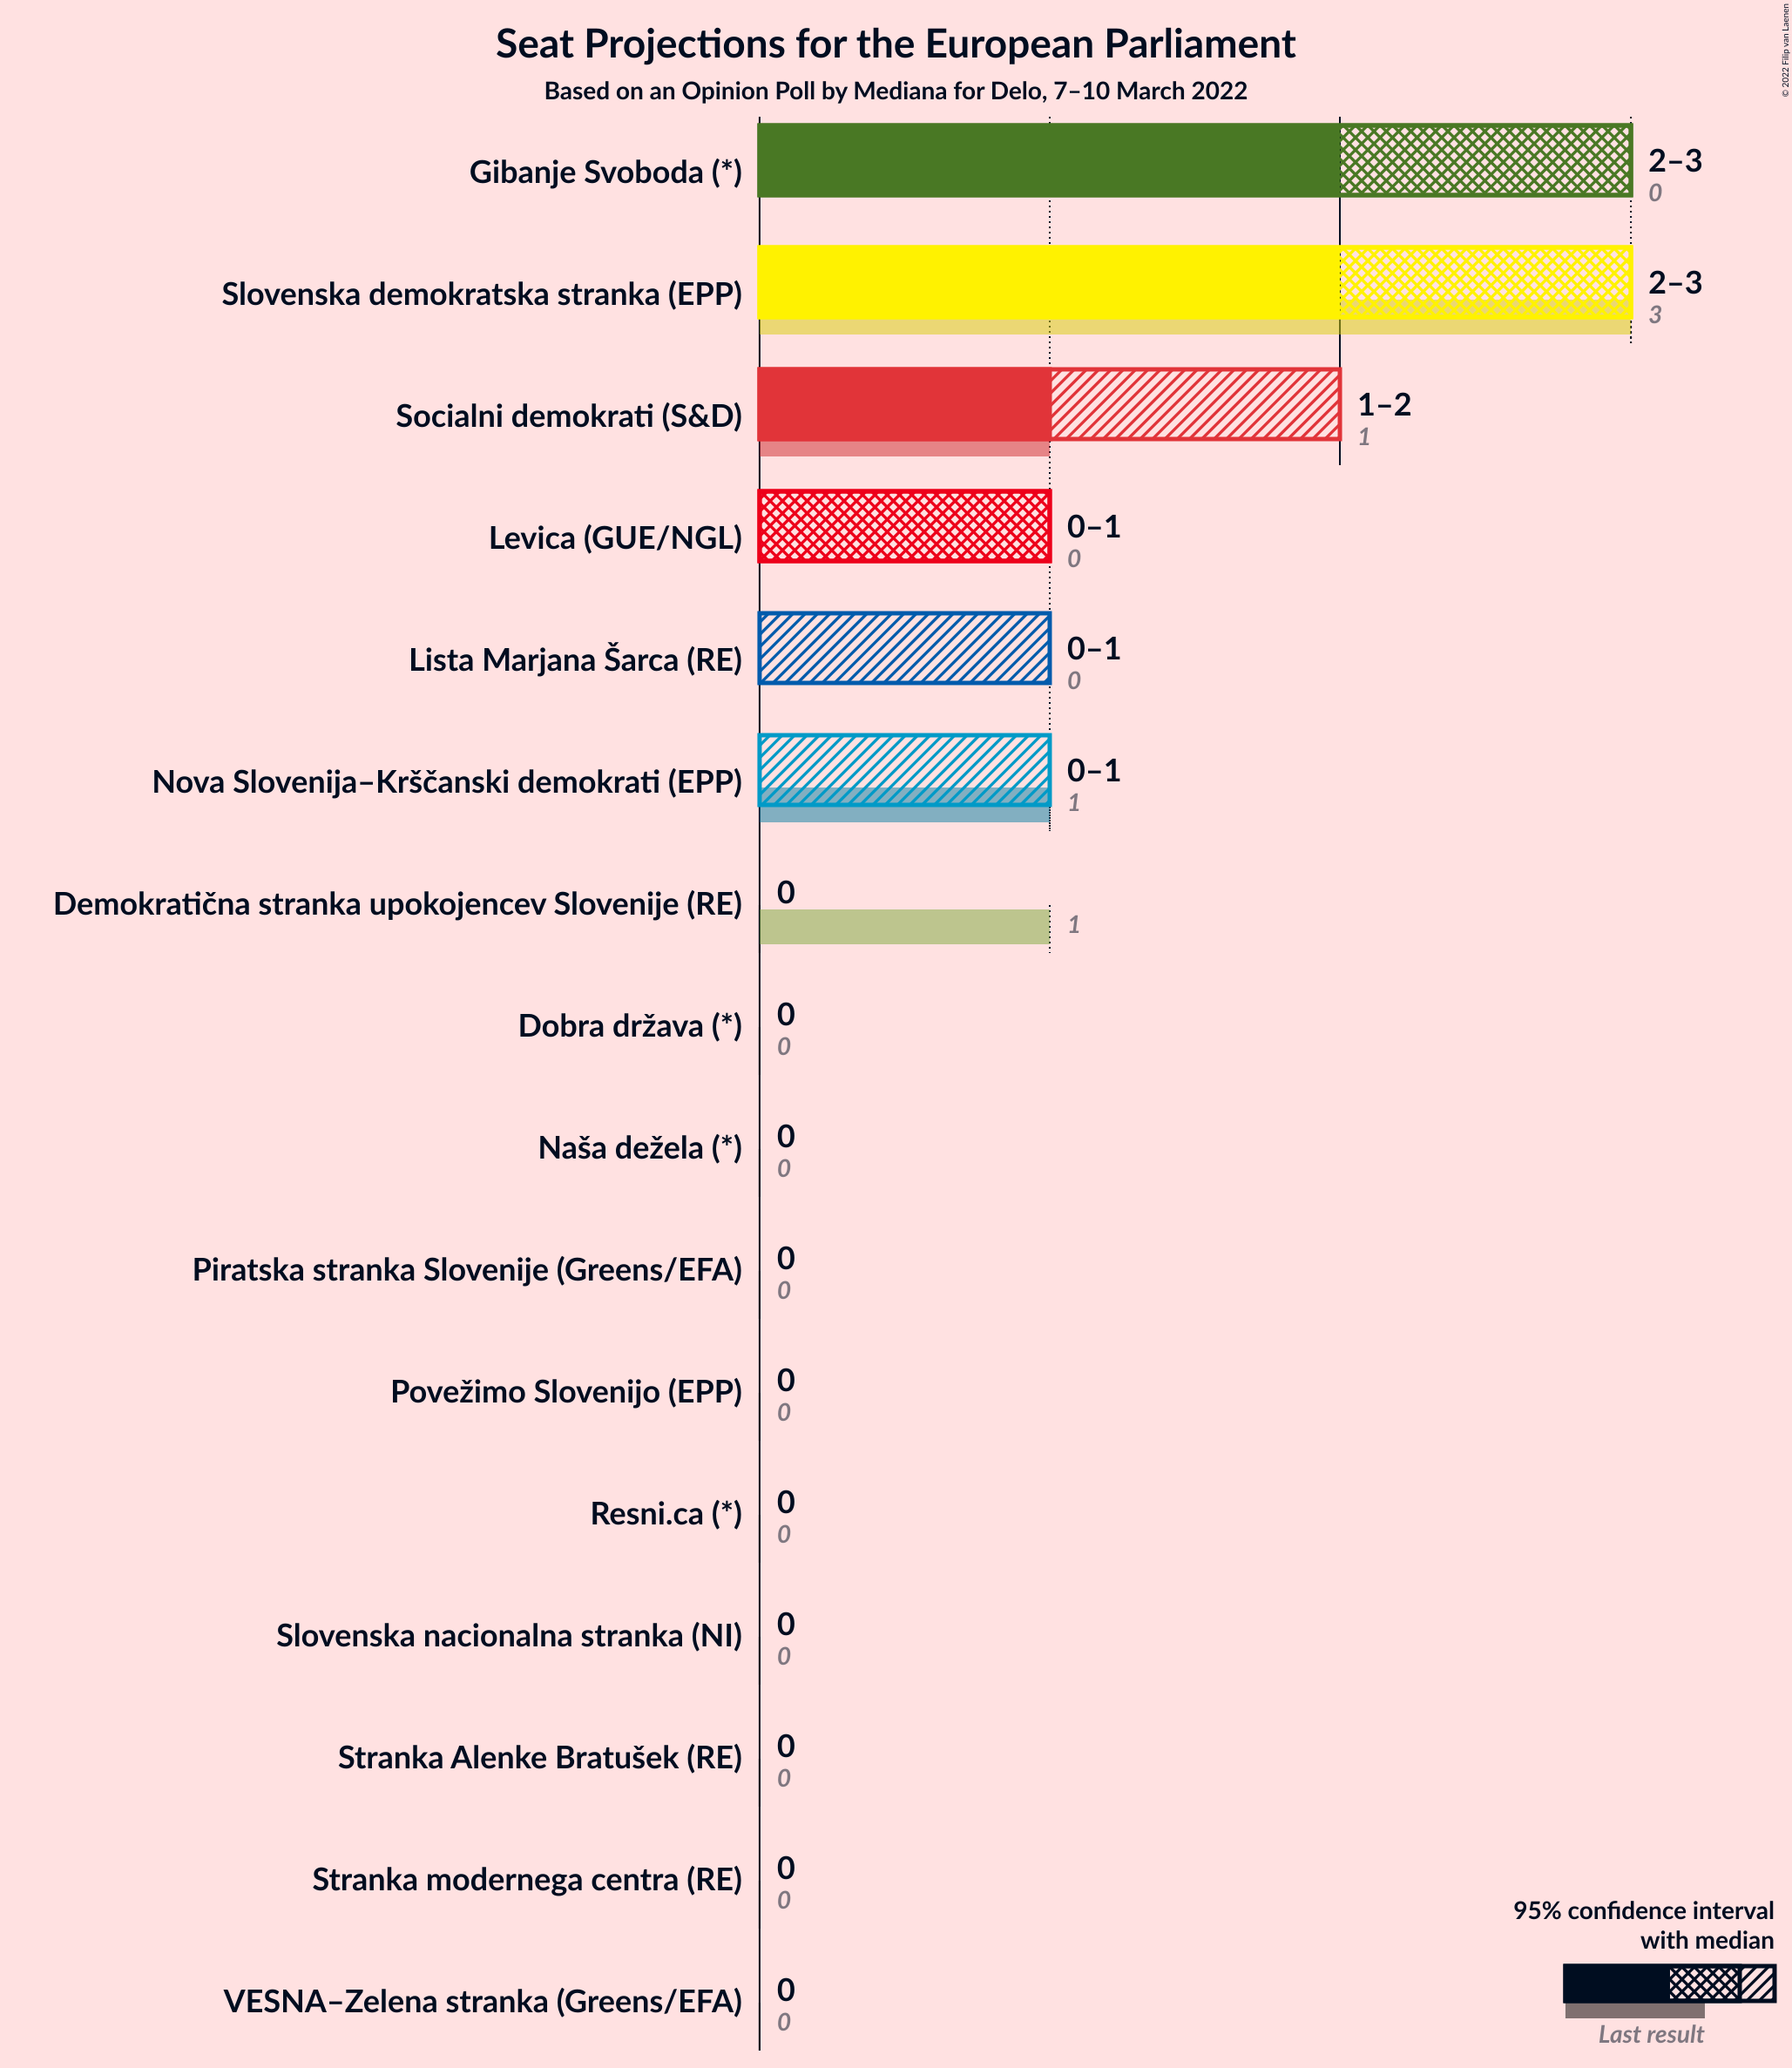 Seat Projections for the European Parliament
Based on an Opinion Poll by Mediana for Delo, 7–10 March 2022
© 2022 Filip van Laenen
Gibanje Svoboda (*)
2–3
0
Slovenska demokratska stranka (EPP)
2–3
3
Socialni demokrati (S&D)
1–2
1
Levica (GUE/NGL)
0–1
0
Lista Marjana Šarca (RE)
0–1
0
Nova Slovenija–Krščanski demokrati (EPP)
0–1
1
Demokratična stranka upokojencev Slovenije (RE)
0
1
Dobra država (*)
0
0
Naša dežela (*)
0
0
Piratska stranka Slovenije (Greens/EFA)
0
0
Povežimo Slovenijo (EPP)
0
0
Resni.ca (*)
0
0
Slovenska nacionalna stranka (NI)
0
0
Stranka Alenke Bratušek (RE)
0
0
Stranka modernega centra (RE)
0
0
VESNA–Zelena stranka (Greens/EFA)
0
0
95% confidence interval
with median
Last result